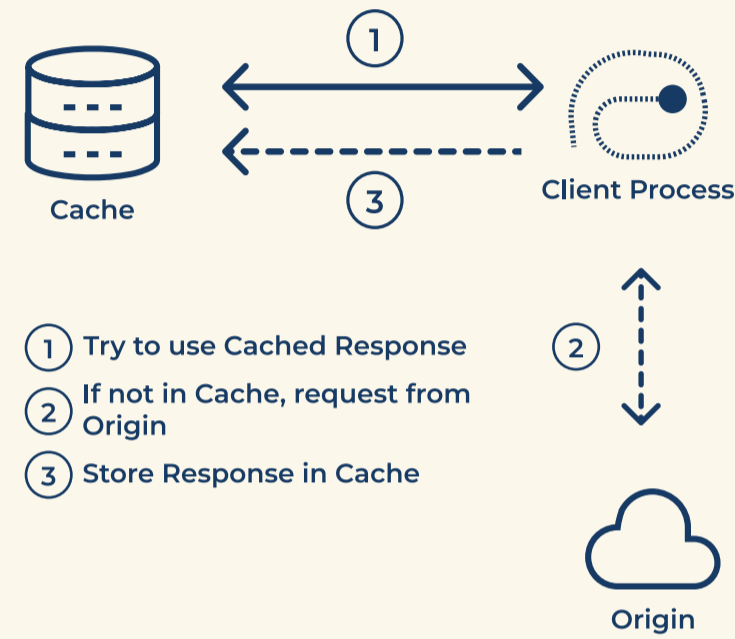 1
3
Cache
Client Process
1 Try to use Cached Response
2
2 If not in Cache, request from
Origin
3 Store Response in Cache
Origin